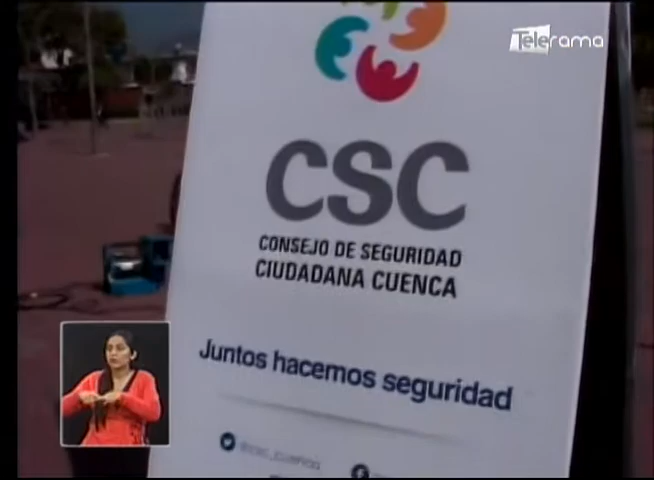 Telerama
CSC
CONSEJO DE SEGURIDAD
CIUDADANA CUENCA
Juntos hacemos seguridad